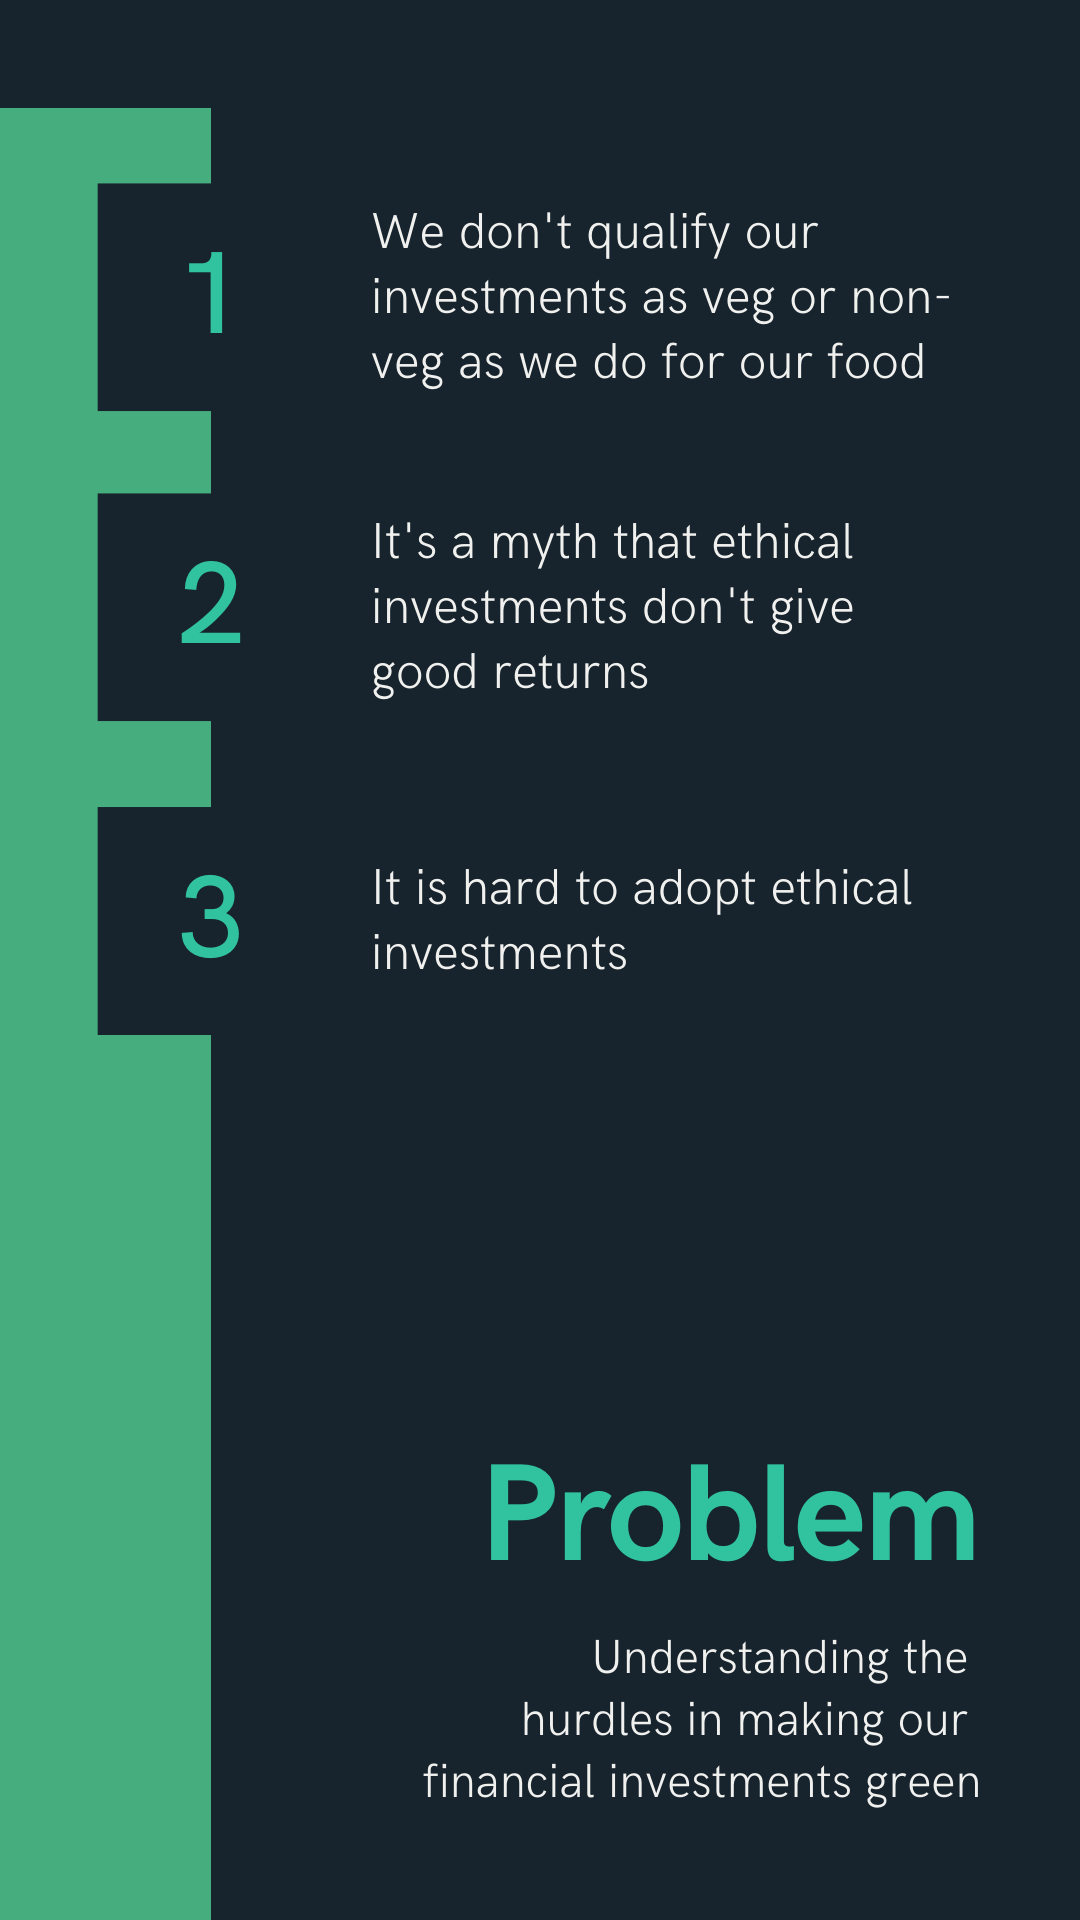 1
We don't qualify our
investments as veg or non-
veg as we do for our food
2
It's a myth that ethical
investments don't give
good returns
3
It is hard to adopt ethical
investments
Problem
Understanding the
hurdles in making our
financial investments green